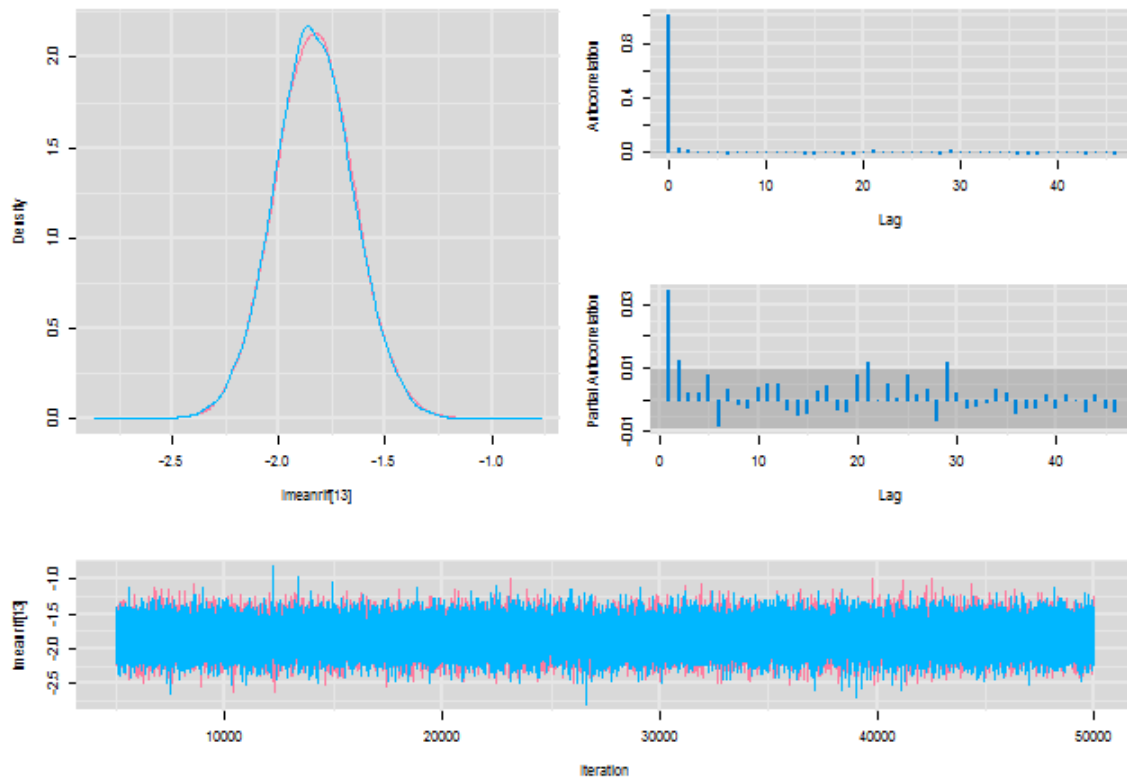 Density
2.0
1.5
1.0
0.5
0.0
-2.5 -2.0 -1.5 -1.0
lmeanrif[13]
Autocorrelation
0.8
0.4
0.0
0 10 20 30 40
Lag
Partial Autocorrelation
0.03
0.01
-0.01
0 10 20 30 40
Lag
lmeanrif[13]
-1.0
-1.5
-2.0
-2.5
10000 20000 30000 40000 50000
Iteration